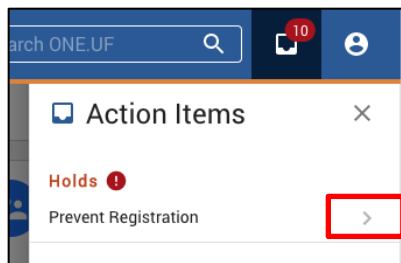 arch ONE.UF
10
Action Items
Holds
Prevent Registration